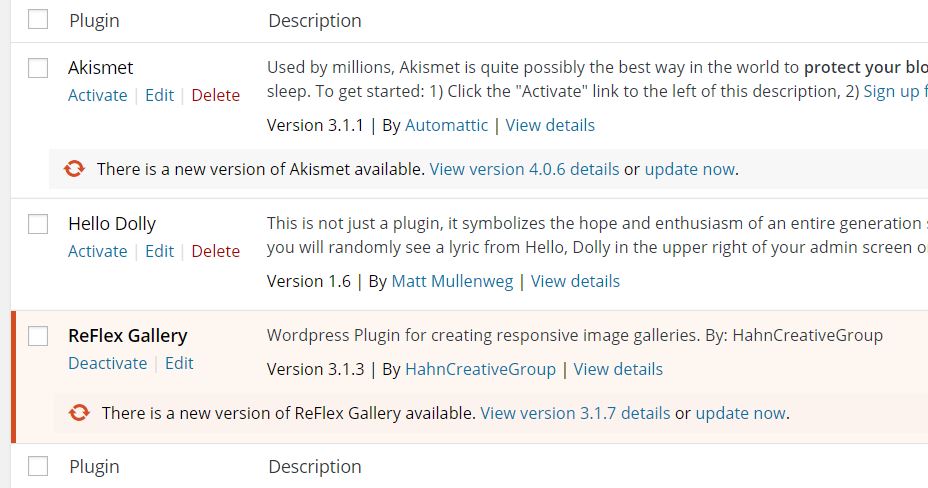 Plugin Description
Akismet Used by millions, Akismet is quite possibly the best way in the world to protect your blo
Activate | Edit | Delete sleep. To get started: 1) Click the "Activate" link to the left of this description, 2) Sign up f
Version 3.1.1 | By Automattic | View details
There is a new version of Akismet available. View version 4.0.6 details or update now.
Hello Dolly This is not just a plugin, it symbolizes the hope and enthusiasm of an entire generation
Activate | Edit | Delete you will randomly see a lyric from Hello, Dolly in the upper right of your admin screen o
Version 1.6 | By Matt Mullenweg | View details
ReFlex Gallery Wordpress Plugin for creating responsive image galleries. By: HahnCreativeGroup
Deactivate | Edit Version 3.1.3 | By HahnCreativeGroup | View details
There is a new version of ReFlex Gallery available. View version 3.1.7 details or update now.
Plugin Description